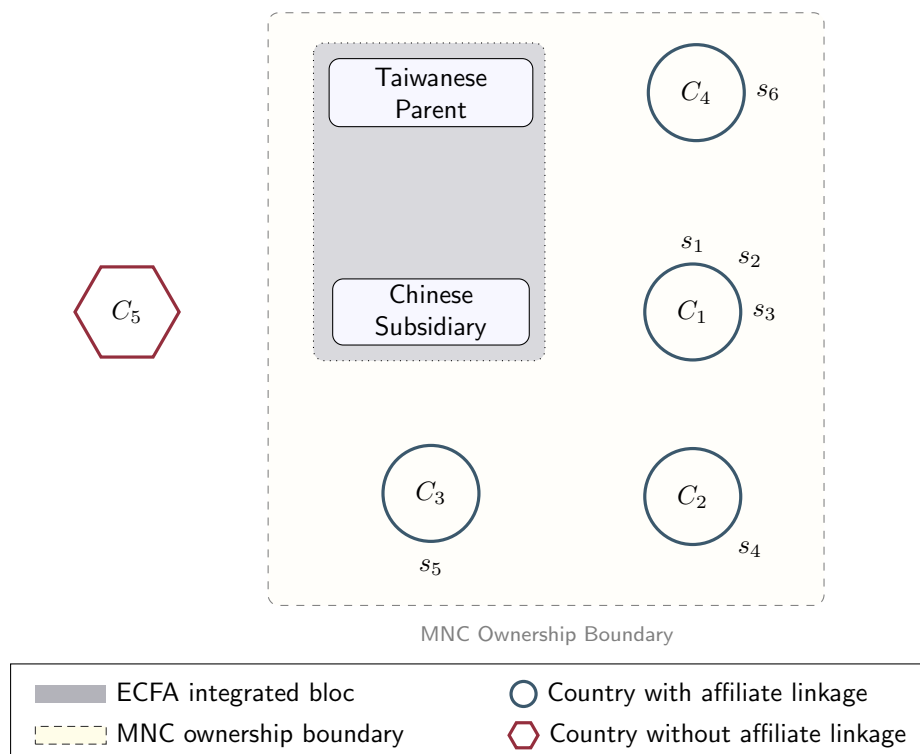 Taiwanese
Parent
C₄
s₆
s₁
s₂
C₅
Chinese
Subsidiary
C₁
s₃
C₃
C₂
s₄
s₅
MNC Ownership Boundary
ECFA integrated bloc
Country with affiliate linkage
MNC ownership boundary
Country without affiliate linkage